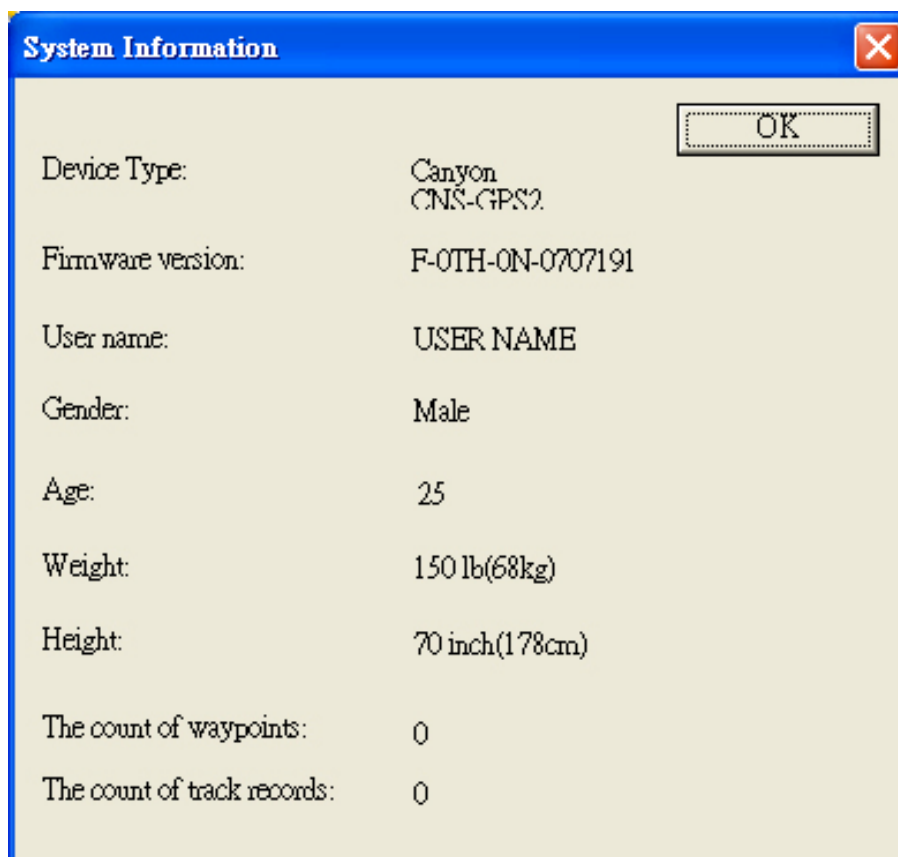 System Information
OK
Device Type: Canyon
CNS-GPS2
Firmware version: F-0TH-0N-0707191
User name: USER NAME
Gender: Male
Age: 25
Weight: 150 lb(68kg)
Height: 70 inch(178cm)
The count of waypoints: 0
The count of track records: 0